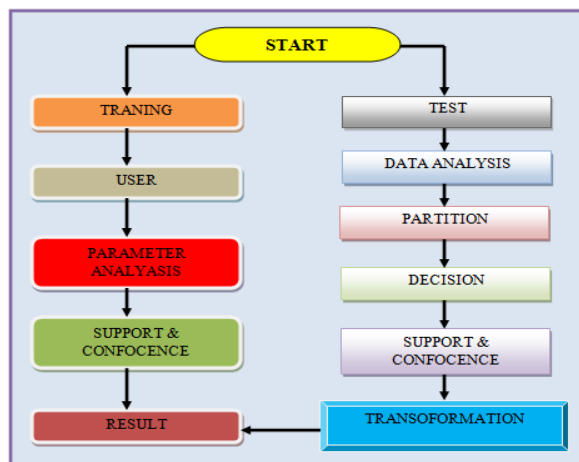 START
TRANING
USER
PARAMETER
ANALYASIS
SUPPORT &
CONFOCENCE
RESULT
TEST
DATA ANALYSIS
PARTITION
DECISION
SUPPORT &
CONFOCENCE
TRANSOFORMATION